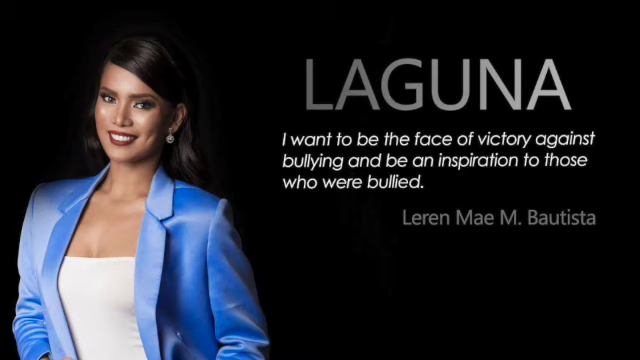 LAGUNA
I want to be the face of victory against
bullying and be an inspiration to those
who were bullied.
Leren Mae M. Bautista